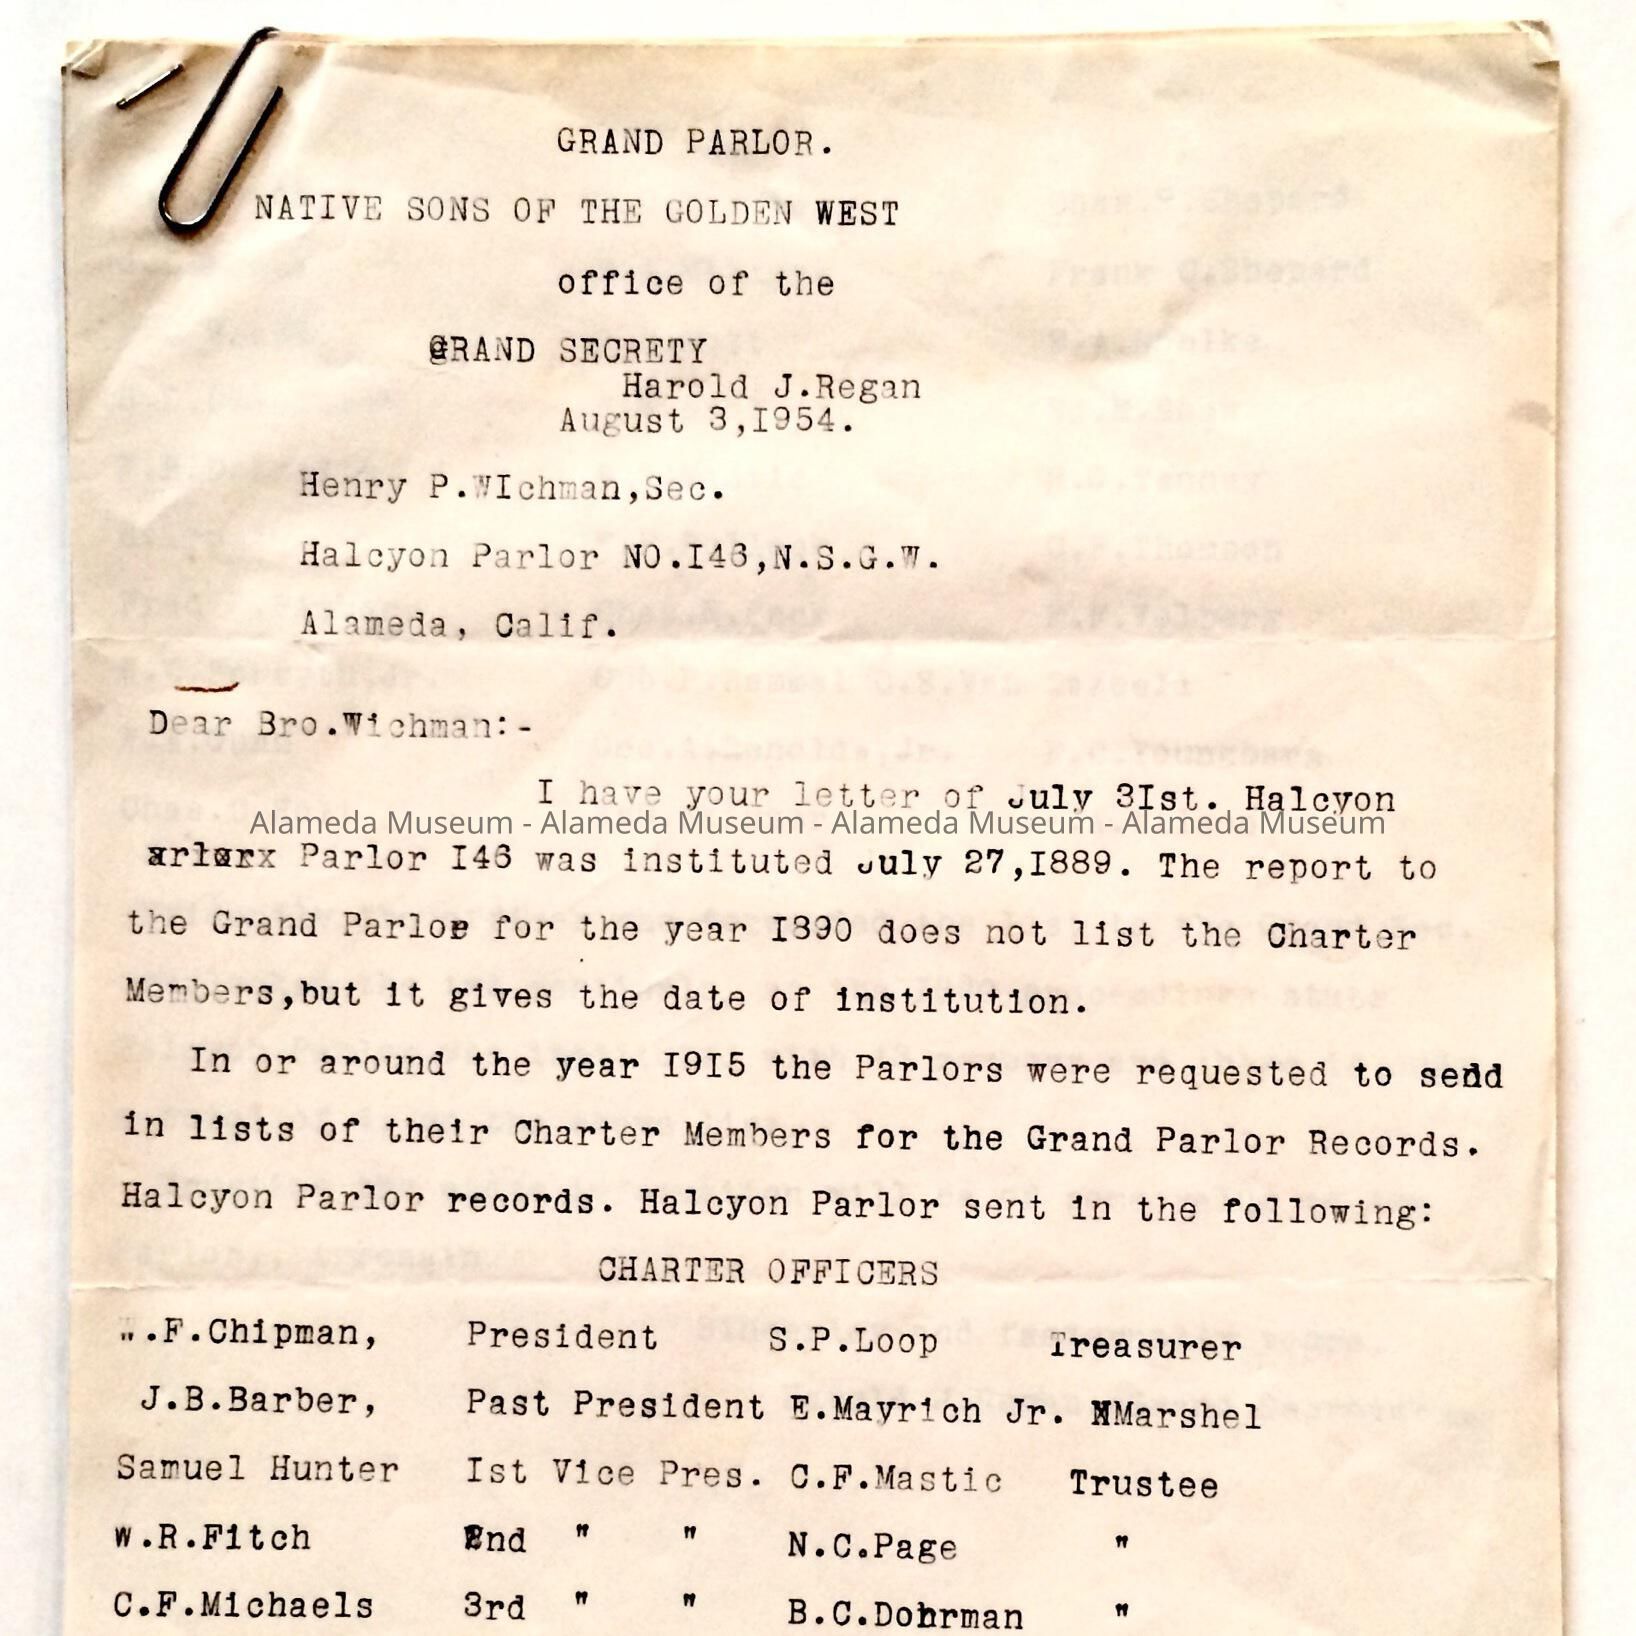 GRAND PARLOR.
NATIVE SONS OF THE GOLDEN WEST
office of the
GRAND SECRETY
Harold J.Regan
August 3,I954.
Henry P.WIchman,Sec.
Halcyon Parlor NO.I46,N.S.G.W.
Alameda, Calif.
Dear Bro.Wichman:-
I have your letter of July 3Ist. Halcyon
Alameda Museum - Alameda Museum - Alameda Museum - Alameda Museum
Parlor I46 was instituted July 27,I889. The report to
the Grand Parlor for the year I890 does not list the Charter
Members,but it gives the date of institution.
In or around the year I9I5 the Parlors were requested to send
in lists of their Charter Members for the Grand Parlor Records.
Halcyon Parlor records. Halcyon Parlor sent in the following:
CHARTER OFFICERS
W.F.Chipman, President S.P.Loop Treasurer
J.B.Barber, Past President E.Mayrich Jr. Marshel
Samuel Hunter Ist Vice Pres. C.F.Mastic Trustee
W.R.Fitch 2nd " " N.C.Page "
C.F.Michaels 3rd " " B.C.Dohrman "